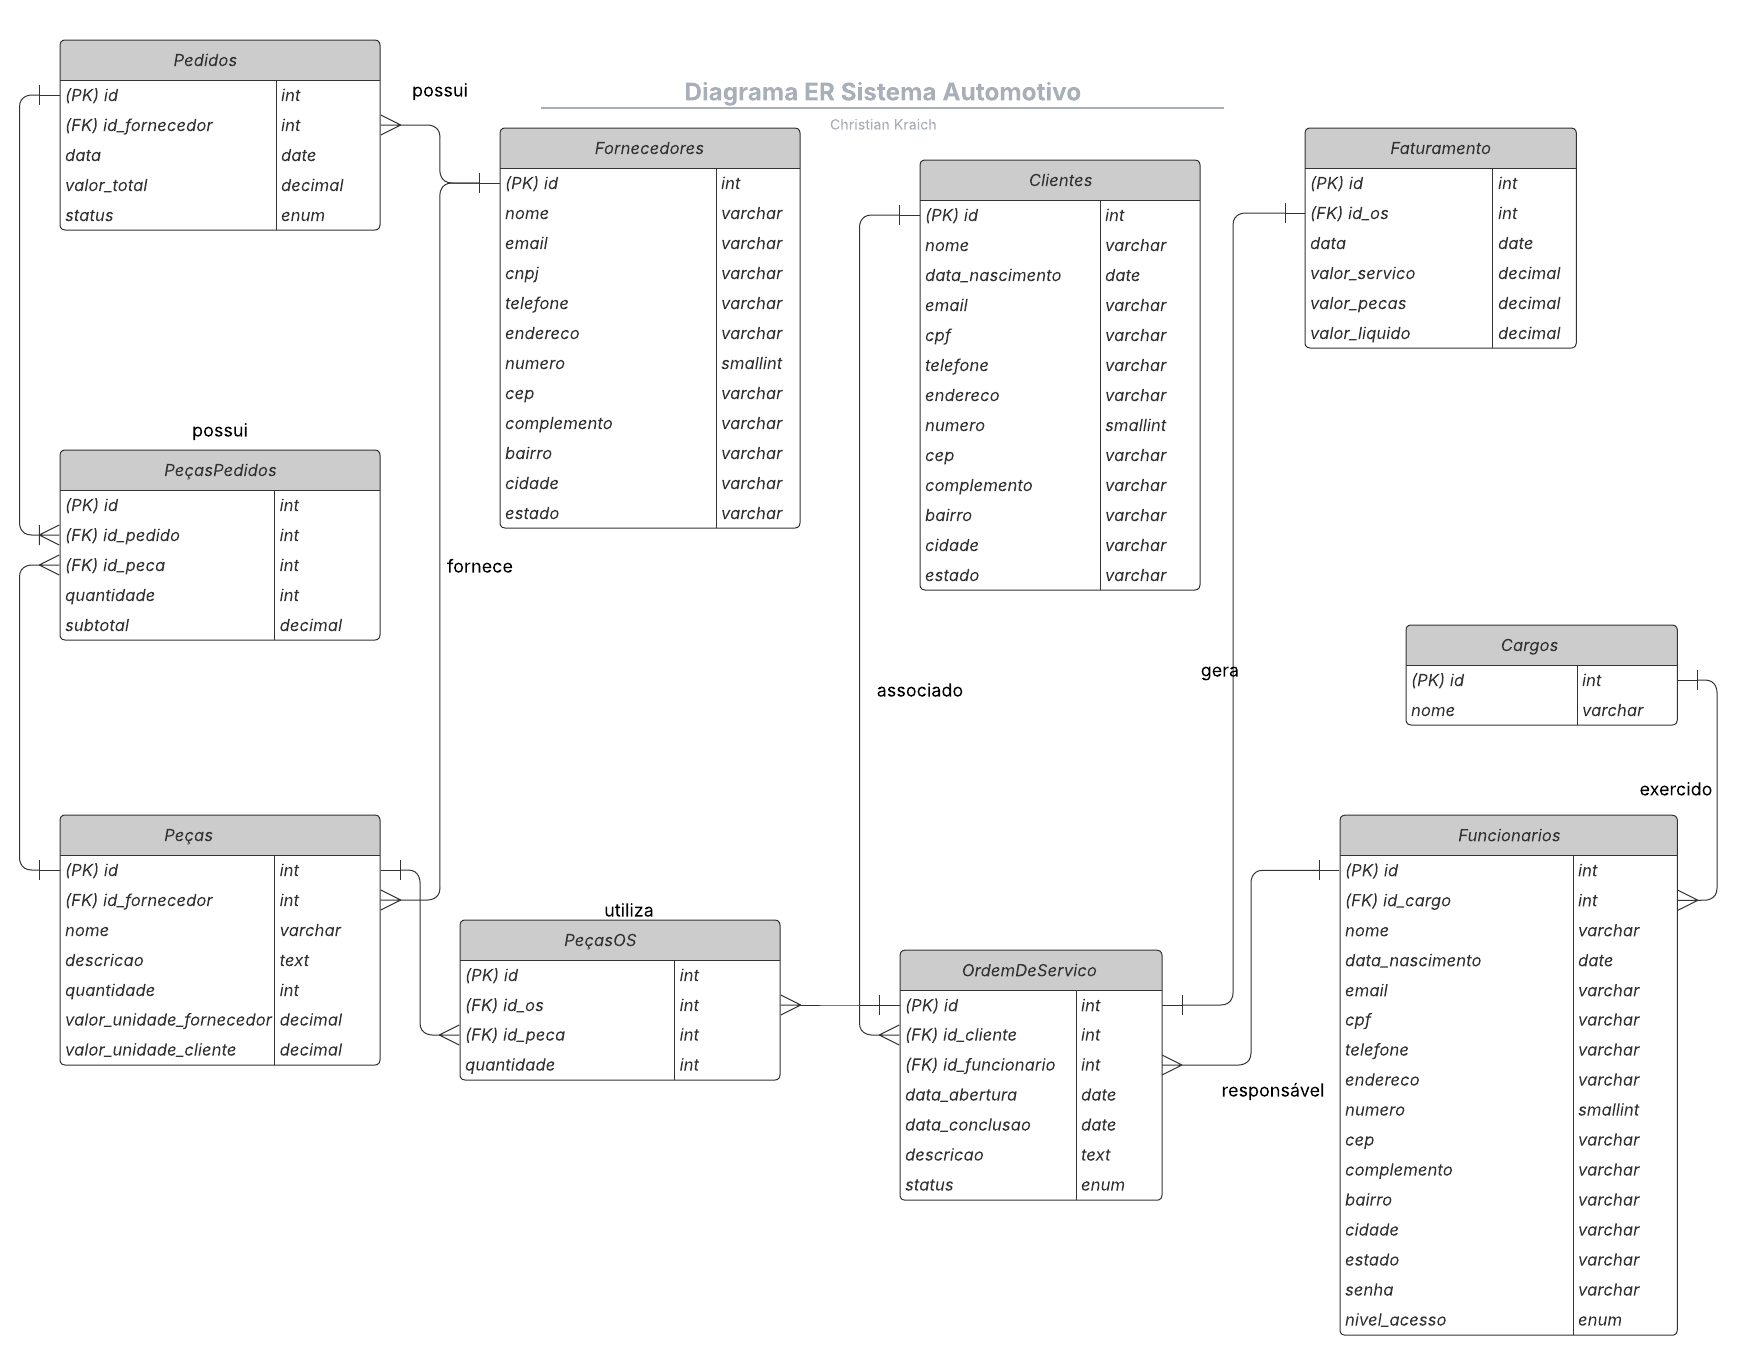 Diagrama ER Sistema Automotivo
Christian Kraich
Pedidos
(PK) id int
(FK) id_fornecedor int
data date
valor_total decimal
status enum
possui
Fornecedores
(PK) id int
nome varchar
email varchar
cnpj varchar
telefone varchar
endereco varchar
numero smallint
cep varchar
complemento varchar
bairro varchar
cidade varchar
estado varchar
Clientes
(PK) id int
nome varchar
data_nascimento date
email varchar
cpf varchar
telefone varchar
endereco varchar
numero smallint
cep varchar
complemento varchar
bairro varchar
cidade varchar
estado varchar
Faturamento
(PK) id int
(FK) id_os int
data date
valor_servico decimal
valor_pecas decimal
valor_liquido decimal
possui
PeçasPedidos
(PK) id int
(FK) id_pedido int
(FK) id_peca int
quantidade int
subtotal decimal
fornece
associado
gera
Cargos
(PK) id int
nome varchar
exercido
Peças
(PK) id int
(FK) id_fornecedor int
nome varchar
descricao text
quantidade int
valor_unidade_fornecedor decimal
valor_unidade_cliente decimal
utiliza
PeçasOS
(PK) id int
(FK) id_os int
(FK) id_peca int
quantidade int
OrdemDeServico
(PK) id int
(FK) id_cliente int
(FK) id_funcionario int
data_abertura date
data_conclusao date
descricao text
status enum
responsável
Funcionarios
(PK) id int
(FK) id_cargo int
nome varchar
data_nascimento date
email varchar
cpf varchar
telefone varchar
endereco varchar
numero smallint
cep varchar
complemento varchar
bairro varchar
cidade varchar
estado varchar
senha varchar
nivel_acesso enum